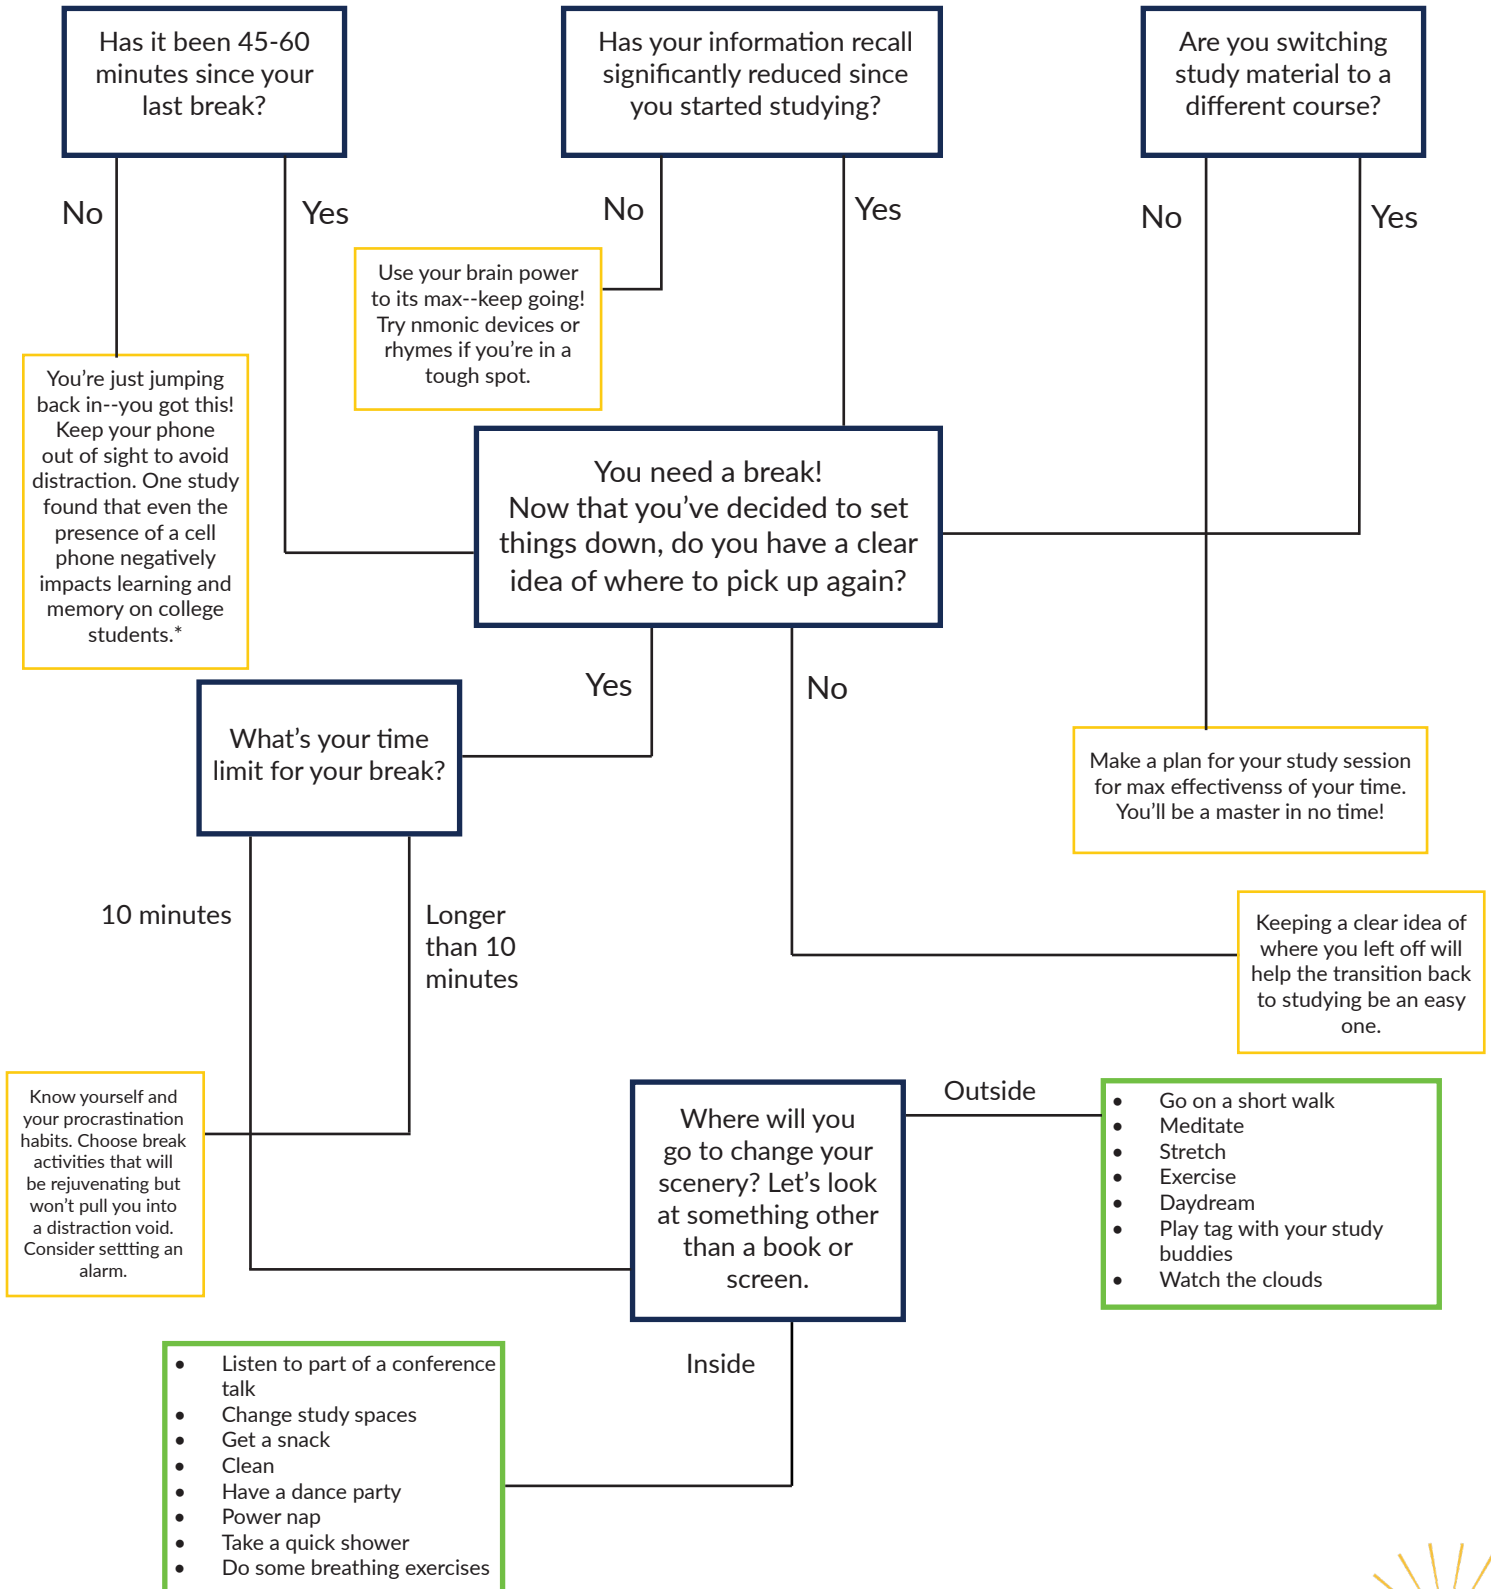 Has it been 45-60
minutes since your
last break?
Has your information recall
significantly reduced since
you started studying?
Are you switching
study material to a
different course?
No
Yes
No
Yes
No
Yes
Use your brain power
to its max--keep going!
Try nmonic devices or
rhymes if you're in a
tough spot.
You're just jumping
back in--you got this!
Keep your phone
out of sight to avoid
distraction. One study
found that even the
presence of a cell
phone negatively
impacts learning and
memory on college
students.*
You need a break!
Now that you've decided to set
things down, do you have a clear
idea of where to pick up again?
Yes
No
What's your time
limit for your break?
Make a plan for your study session
for max effectivenss of your time.
You'll be a master in no time!
10 minutes
Longer
than 10
minutes
Keeping a clear idea of
where you left off will
help the transition back
to studying be an easy
one.
Know yourself and
your procrastination
habits. Choose break
activities that will
be rejuvenating but
won't pull you into
a distraction void.
Consider settting an
alarm.
Where will you
go to change your
scenery? Let's look
at something other
than a book or
screen.
Outside
• Go on a short walk
• Meditate
• Stretch
• Exercise
• Daydream
• Play tag with your study
buddies
• Watch the clouds
Inside
• Listen to part of a conference
talk
• Change study spaces
• Get a snack
• Clean
• Have a dance party
• Power nap
• Take a quick shower
• Do some breathing exercises